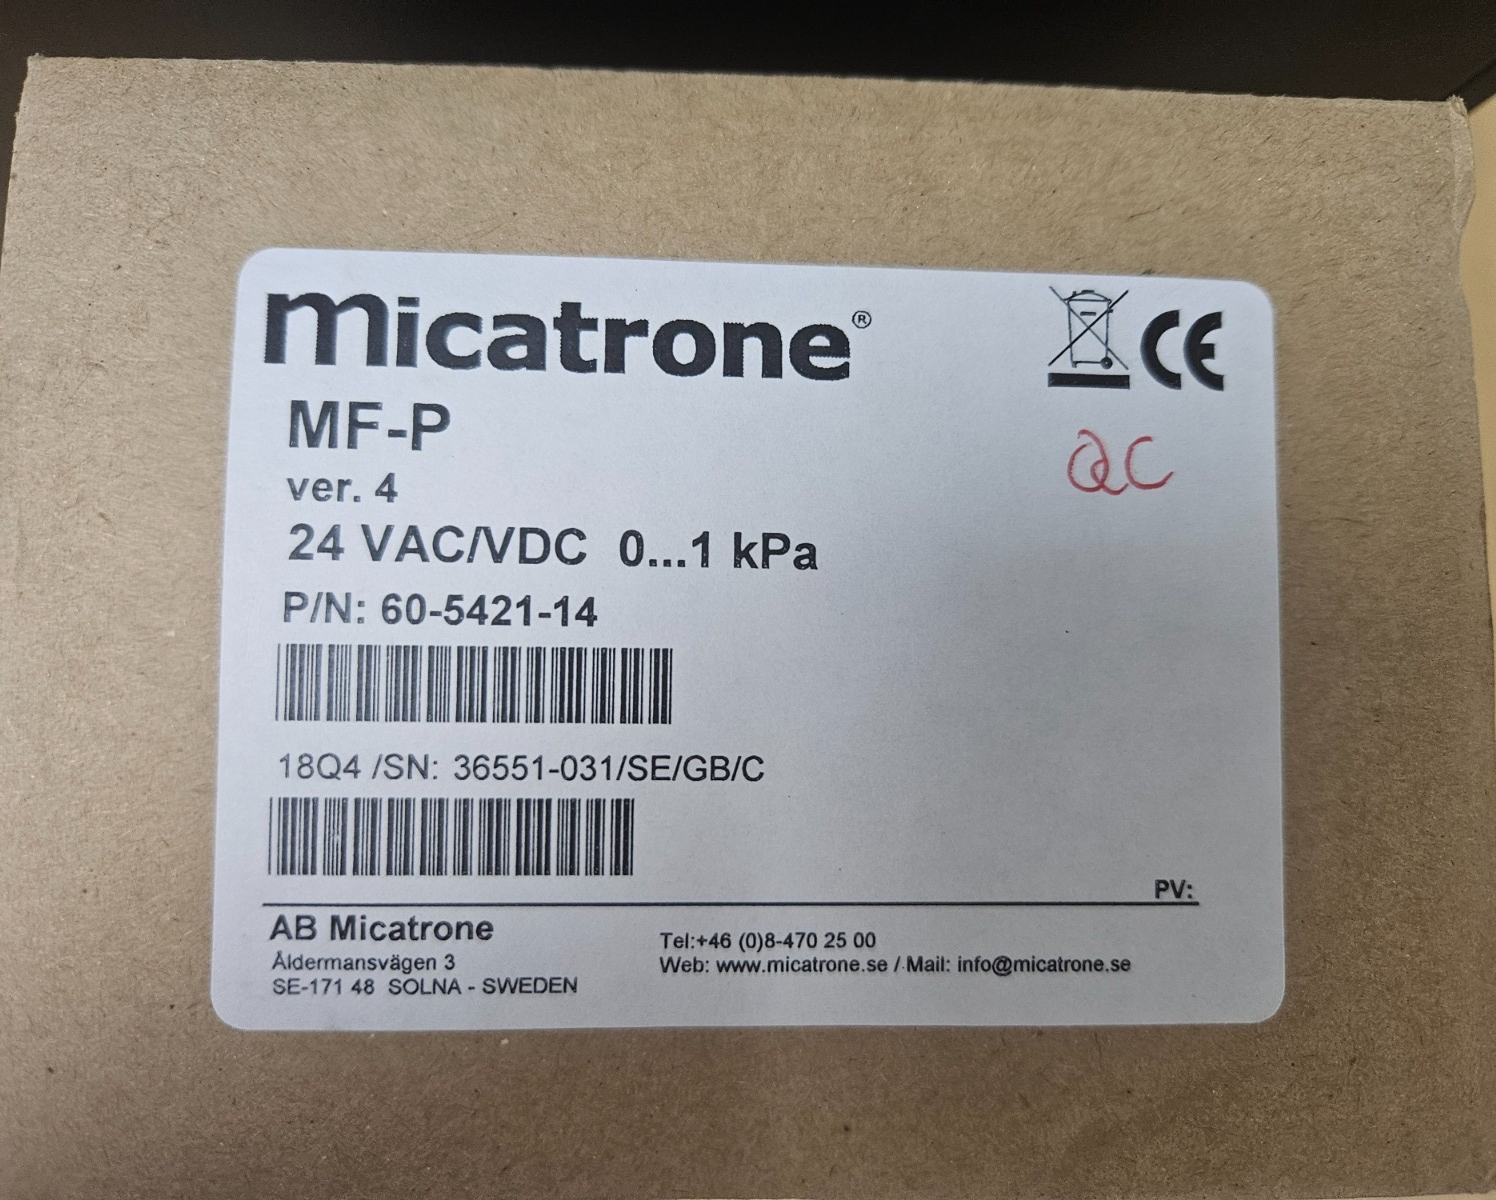 micatrone®
CE
MF-P
QC
ver. 4
24 VAC/VDC 0...1 kPa
P/N: 60-5421-14
18Q4 /SN: 36551-031/SE/GB/C
PV:
AB Micatrone
Åldermansvägen 3
SE-171 48 SOLNA - SWEDEN
Tel:+46 (0)8-470 25 00
Web: www.micatrone.se / Mail: info@micatrone.se